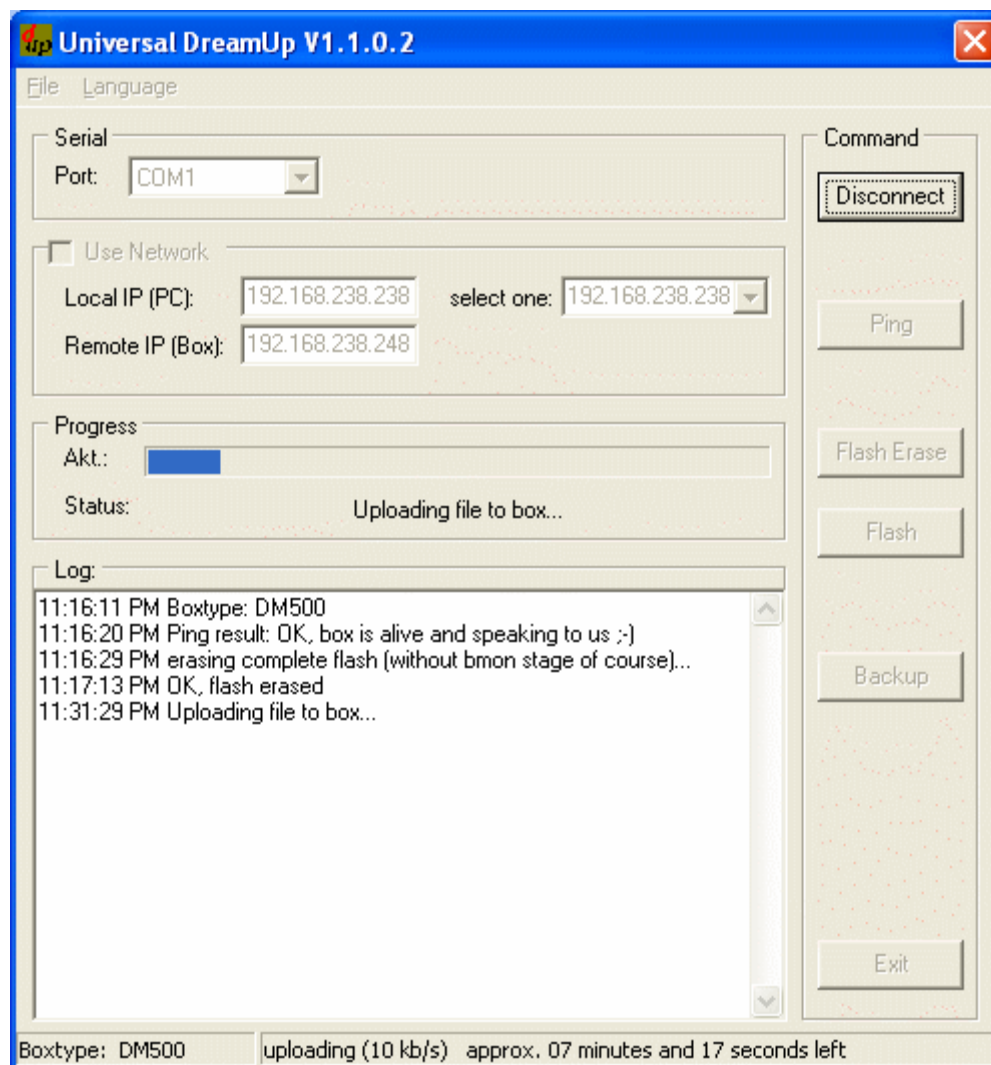 up Universal DreamUp V1.1.0.2
File Language
Serial
Port: COM1
Use Network
Local IP (PC): 192.168.238.238 select one: 192.168.238.238
Remote IP (Box): 192.168.238.248
Progress
Akt.:
Status: Uploading file to box...
Log:
11:16:11 PM Boxtype: DM500
11:16:20 PM Ping result: OK, box is alive and speaking to us ;-)
11:16:29 PM erasing complete flash (without bmon stage of course)...
11:17:13 PM OK, flash erased
11:31:29 PM Uploading file to box...
Command
Disconnect
Ping
Flash Erase
Flash
Backup
Exit
Boxtype: DM500 uploading (10 kb/s) approx. 07 minutes and 17 seconds left